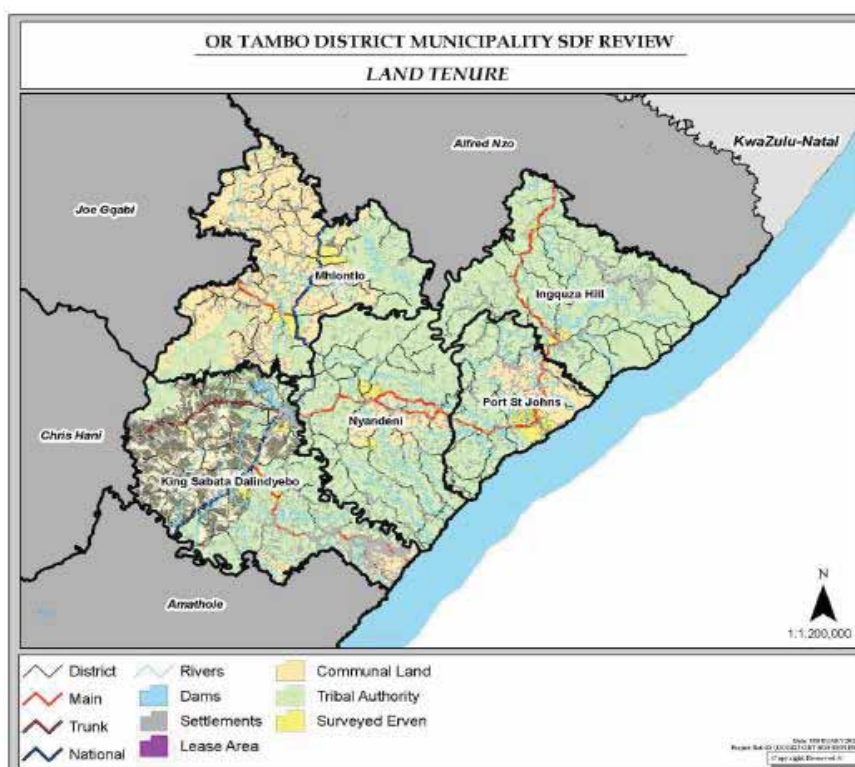 OR TAMBO DISTRICT MUNICIPALITY SDF REVIEW
LAND TENURE
KwaZulu-Natal
Alfred Nzo
Joe Gqabi
Mhlontlo
Ingquza Hill
Port St Johns
Nyandeni
Chris Hani
King Sabata Dalindyebo
Amathole
N
1:1,200,000
District
Main
Trunk
National
Rivers
Dams
Settlements
Lease Area
Communal Land
Tribal Authority
Surveyed Erven
Copyright Reserved